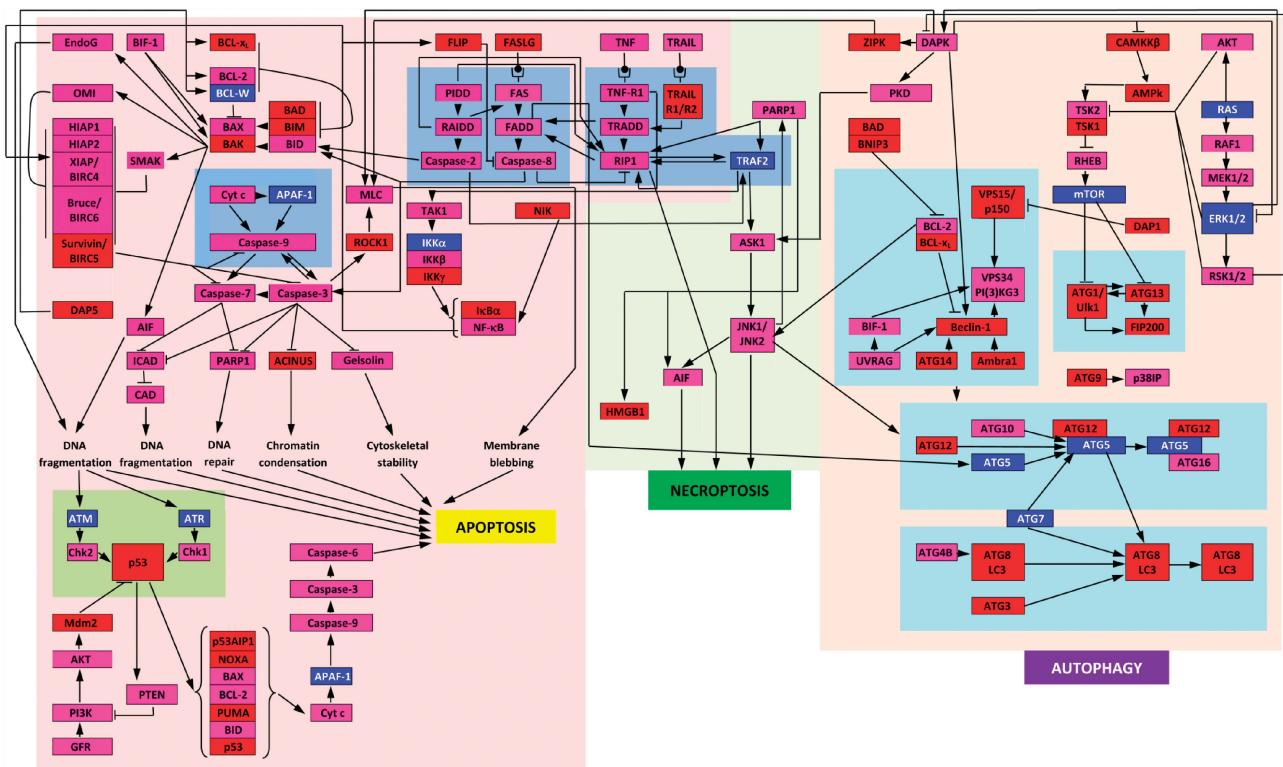 EndoG
BIF-1
BCL-xL
FLIP
FASLG
TNF
TRAIL
ZIPK
DAPK
CAMKKβ
AKT
BCL-2
BCL-W
OMI
PIDD
FAS
TNF-R1
TRAIL
R1/R2
PARP1
PKD
AMPk
BAD
BIM
BID
BAX
BAK
HIAP1
HIAP2
XIAP/
BIRC4
Bruce/
BIRC6
Survivin/
BIRC5
SMAK
RAIDD
FADD
TRADD
Caspase-2
Caspase-8
RIP1
TRAF2
BAD
BNIP3
TSK2
TSK1
RAS
RAF1
RHEB
MEK1/2
mTOR
ERK1/2
RSK1/2
Cyt c
APAF-1
Caspase-9
MLC
ROCK1
TAK1
IKKα
IKKβ
IKKγ
NIK
ASK1
BCL-2
BCL-xL
VPS15/
p150
DAP1
VPS34
PI(3)KG3
ATG1/
Ulk1
ATG13
FIP200
Caspase-7
Caspase-3
DAP5
AIF
IκBα
NF-κB
JNK1/
JNK2
BIF-1
Beclin-1
UVRAG
ATG14
Ambra1
ICAD
PARP1
ACINUS
Gelsolin
CAD
AIF
HMGB1
ATG9
p38IP
DNA
fragmentation
DNA
fragmentation
DNA
repair
Chromatin
condensation
Cytoskeletal
stability
Membrane
blebbing
ATG10
ATG12
ATG12
ATG5
ATG5
ATG12
ATG5
ATG16
NECROPTOSIS
APOPTOSIS
ATM
ATR
Chk2
p53
Chk1
ATG7
ATG4B
ATG8
LC3
ATG8
LC3
ATG8
LC3
ATG3
Caspase-6
Caspase-3
Caspase-9
APAF-1
Cyt c
Mdm2
AKT
PI3K
GFR
PTEN
p53AIP1
NOXA
BAX
BCL-2
PUMA
BID
p53
AUTOPHAGY